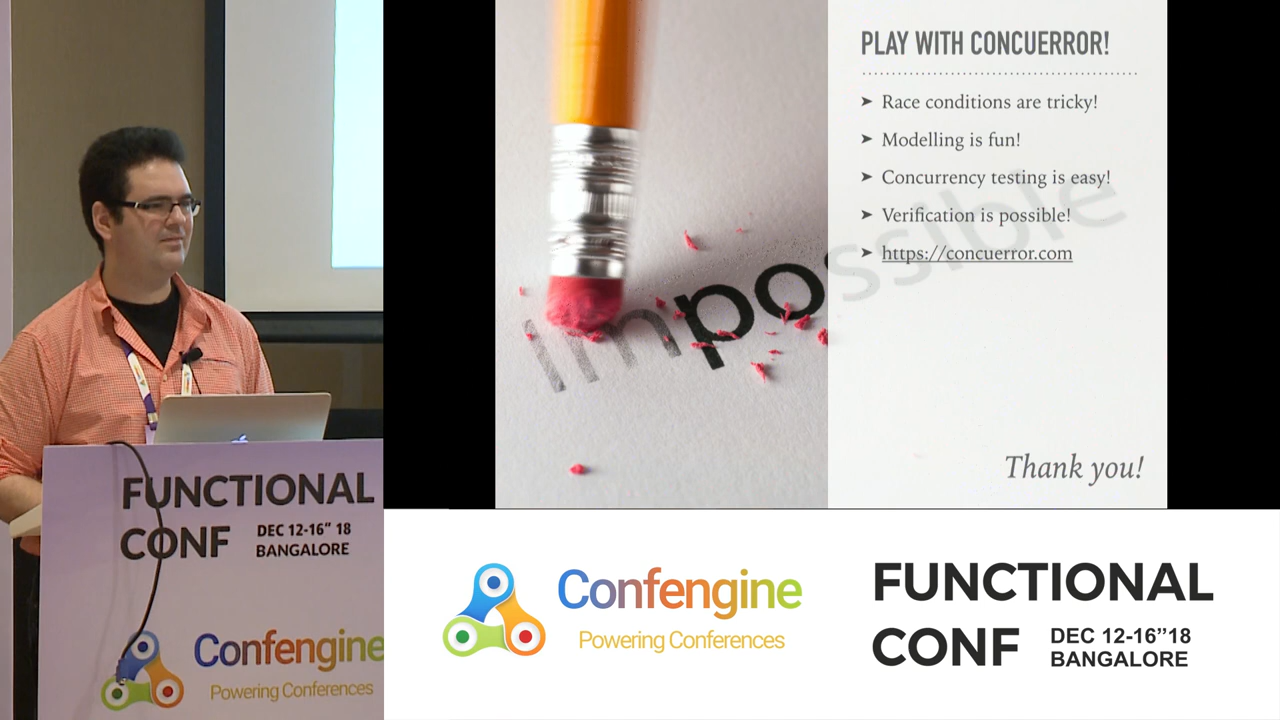 PLAY WITH CONCUERROR!
➤ Race conditions are tricky!
➤ Modelling is fun!
➤ Concurrency testing is easy!
➤ Verification is possible!
➤ https://concuerror.com
Impossible
Thank you!
FUNCTIONAL
CONF
DEC 12-16” 18
BANGALORE
Confengine
Powering Conferences
Confengine
Powering Conferences
FUNCTIONAL
CONF
DEC 12-16”18
BANGALORE